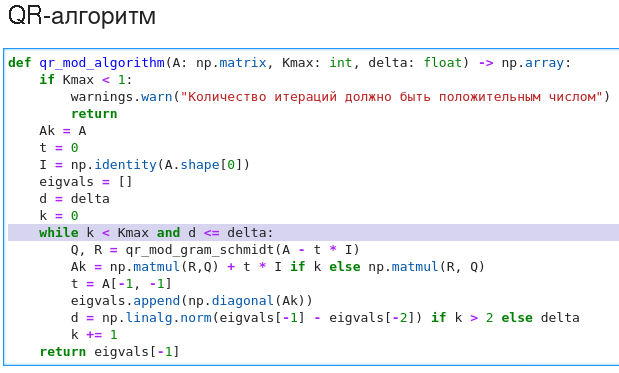 QR-алгоритм
def qr_mod_algorithm(A: np.matrix, Kmax: int, delta: float) -> np.array:
    if Kmax < 1:
        warnings.warn("Количество итераций должно быть положительным числом")
        return
    Ak = A
    t = 0
    I = np.identity(A.shape[0])
    eigvals = []
    d = delta
    k = 0
    while k < Kmax and d <= delta:
        Q, R = qr_mod_gram_schmidt(A - t * I)
        Ak = np.matmul(R,Q) + t * I if k else np.matmul(R, Q)
        t = A[-1, -1]
        eigvals.append(np.diagonal(Ak))
        d = np.linalg.norm(eigvals[-1] - eigvals[-2]) if k > 2 else delta
        k += 1
    return eigvals[-1]